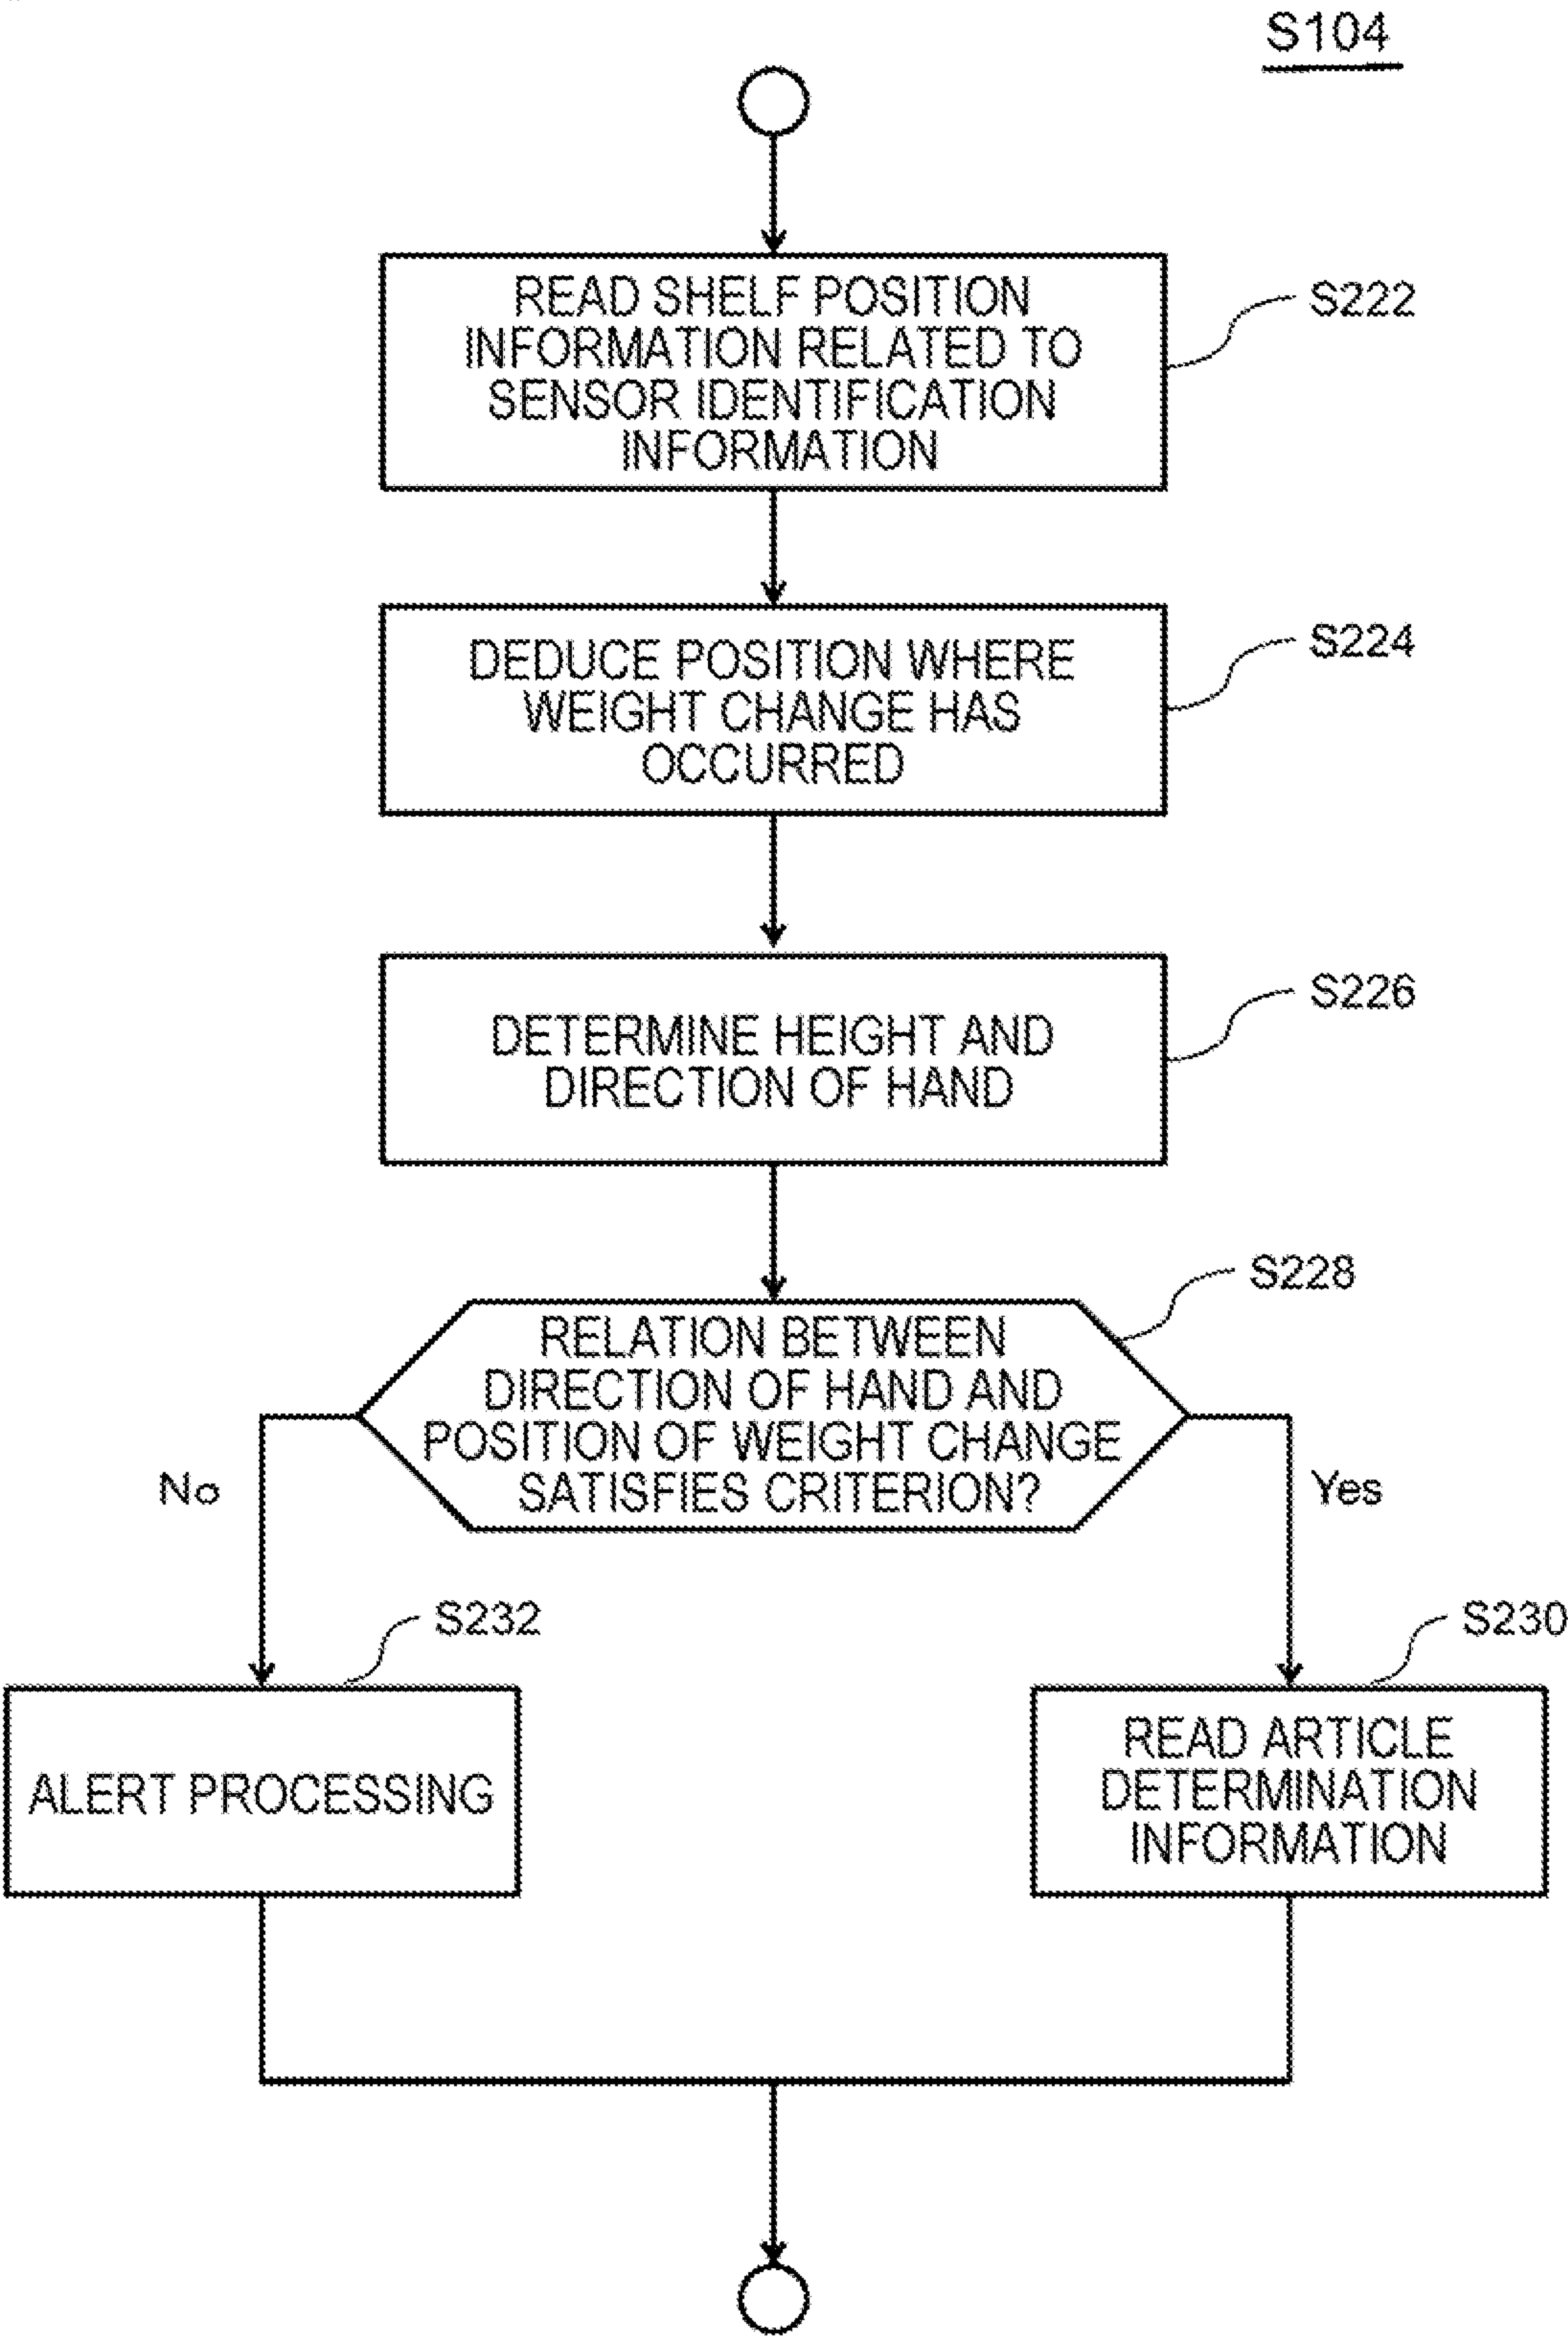 S104
READ SHELF POSITION
INFORMATION RELATED TO
SENSOR IDENTIFICATION
INFORMATION
S222
DEDUCE POSITION WHERE
WEIGHT CHANGE HAS
OCCURRED
S224
DETERMINE HEIGHT AND
DIRECTION OF HAND
S226
RELATION BETWEEN
DIRECTION OF HAND AND
POSITION OF WEIGHT CHANGE
SATISFIES CRITERION?
S228
No
Yes
S232
ALERT PROCESSING
S230
READ ARTICLE
DETERMINATION
INFORMATION